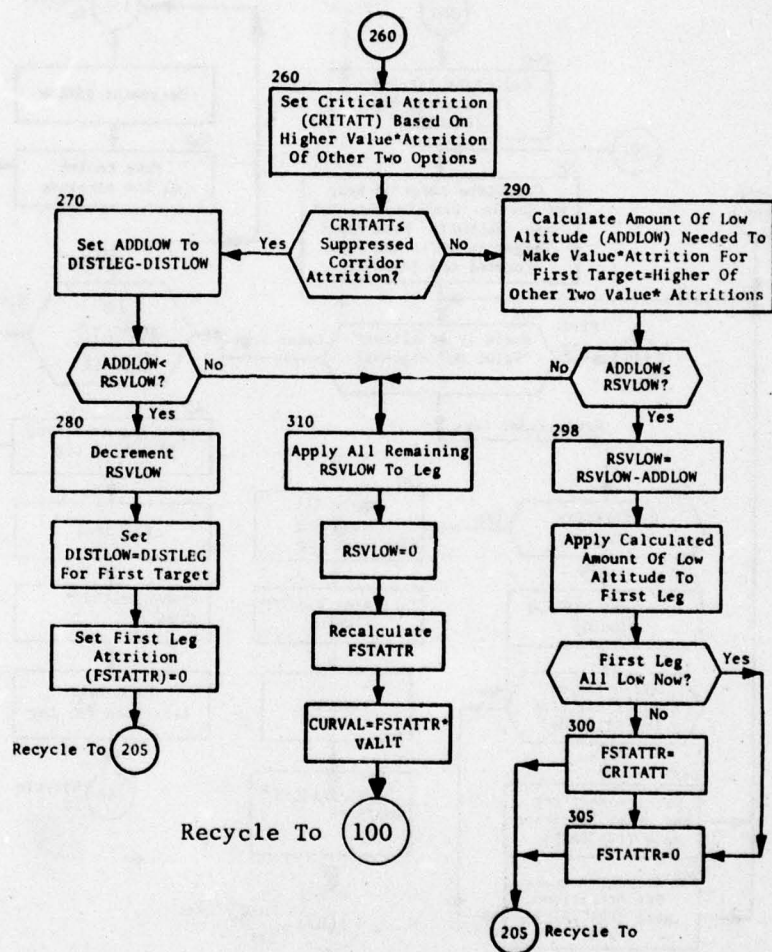 260
260
Set Critical Attrition
(CRITATT) Based On
Higher Value*Attrition
Of Other Two Options
CRITATT≤
Suppressed
Corridor
Attrition?
Yes
No
270
Set ADDLOW To
DISTLEG-DISTLOW
ADDLOW<
RSVLOW?
No
Yes
280
Decrement
RSVLOW
Set
DISTLOW=DISTLEG
For First Target
Set First Leg
Attrition
(FSTATTR)=0
Recycle To 205
310
Apply All Remaining
RSVLOW To Leg
RSVLOW=0
Recalculate
FSTATTR
CURVAL=FSTATTR*
VAL1T
Recycle To 100
290
Calculate Amount Of Low
Altitude (ADDLOW) Needed To
Make Value*Attrition For
First Target=Higher Of
Other Two Value* Attritions
ADDLOW≤
RSVLOW?
No
Yes
298
RSVLOW=
RSVLOW-ADDLOW
Apply Calculated
Amount Of Low
Altitude To
First Leg
First Leg
All Low Now?
Yes
No
300
FSTATTR=
CRITATT
305
FSTATTR=0
205 Recycle To